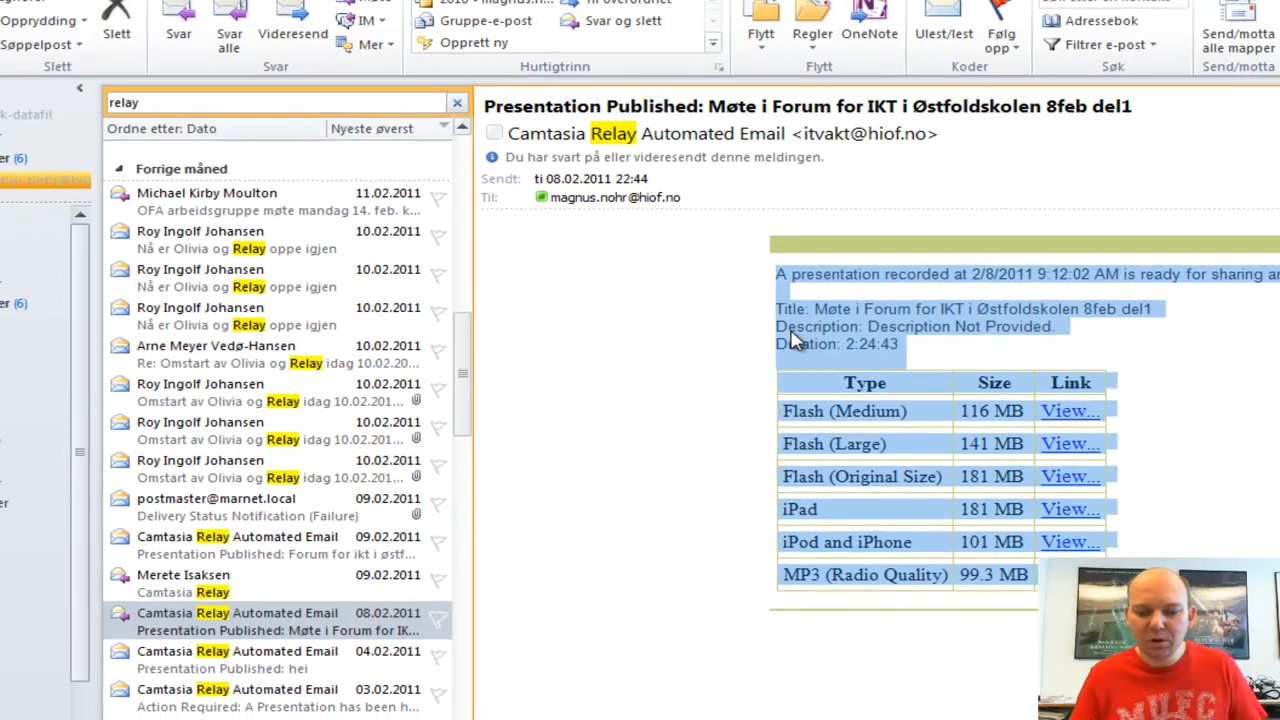 Opprydding
Søppelpost
Slett
Svar
Svar alle
Videresend
IM
Mer
Gruppe-e-post
Svar og slett
Opprett ny
Flytt
Regler
OneNote
Ulest/lest
Følg opp
Adressebok
Filtrer e-post
Send/motta alle mapper
Slett
Svar
Hurtigtrinn
Flytt
Koder
Søk
Send/motta
k-datafil
er (6)
er (6)
er
relay
Ordne etter: Dato
Nyeste øverst
Forrige måned
Michael Kirby Moulton 11.02.2011
OFA arbeidsgruppe møte mandag 14. feb. k...
Roy Ingolf Johansen 10.02.2011
Nå er Olivia og Relay oppe igjen
Roy Ingolf Johansen 10.02.2011
Nå er Olivia og Relay oppe igjen
Roy Ingolf Johansen 10.02.2011
Nå er Olivia og Relay oppe igjen
Arne Meyer Vedø-Hansen 10.02.2011
Re: Omstart av Olivia og Relay idag 10.02.20...
Roy Ingolf Johansen 10.02.2011
Omstart av Olivia og Relay idag 10.02.201...
Roy Ingolf Johansen 10.02.2011
Omstart av Olivia og Relay idag 10.02.201...
Roy Ingolf Johansen 10.02.2011
Omstart av Olivia og Relay idag 10.02.201...
postmaster@marnet.local 09.02.2011
Delivery Status Notification (Failure)
Camtasia Relay Automated Email 09.02.2011
Presentation Published: Forum for ikt i østf...
Merete Isaksen 09.02.2011
Camtasia Relay
Camtasia Relay Automated Email 08.02.2011
Presentation Published: Møte i Forum for IK...
Camtasia Relay Automated Email 04.02.2011
Presentation Published: hei
Camtasia Relay Automated Email 03.02.2011
Action Required: A Presentation has been h...
Presentation Published: Møte i Forum for IKT i Østfoldskolen 8feb del1
Camtasia Relay Automated Email <itvakt@hiof.no>
Du har svart på eller videresendt denne meldingen.
Sendt: ti 08.02.2011 22:44
Til: magnus.nohr@hiof.no
A presentation recorded at 2/8/2011 9:12:02 AM is ready for sharing
Title: Møte i Forum for IKT i Østfoldskolen 8feb del1
Description: Description Not Provided.
Duration: 2:24:43
Type Size Link
Flash (Medium) 116 MB View...
Flash (Large) 141 MB View...
Flash (Original Size) 181 MB View...
iPad 181 MB View...
iPod and iPhone 101 MB View...
MP3 (Radio Quality) 99.3 MB